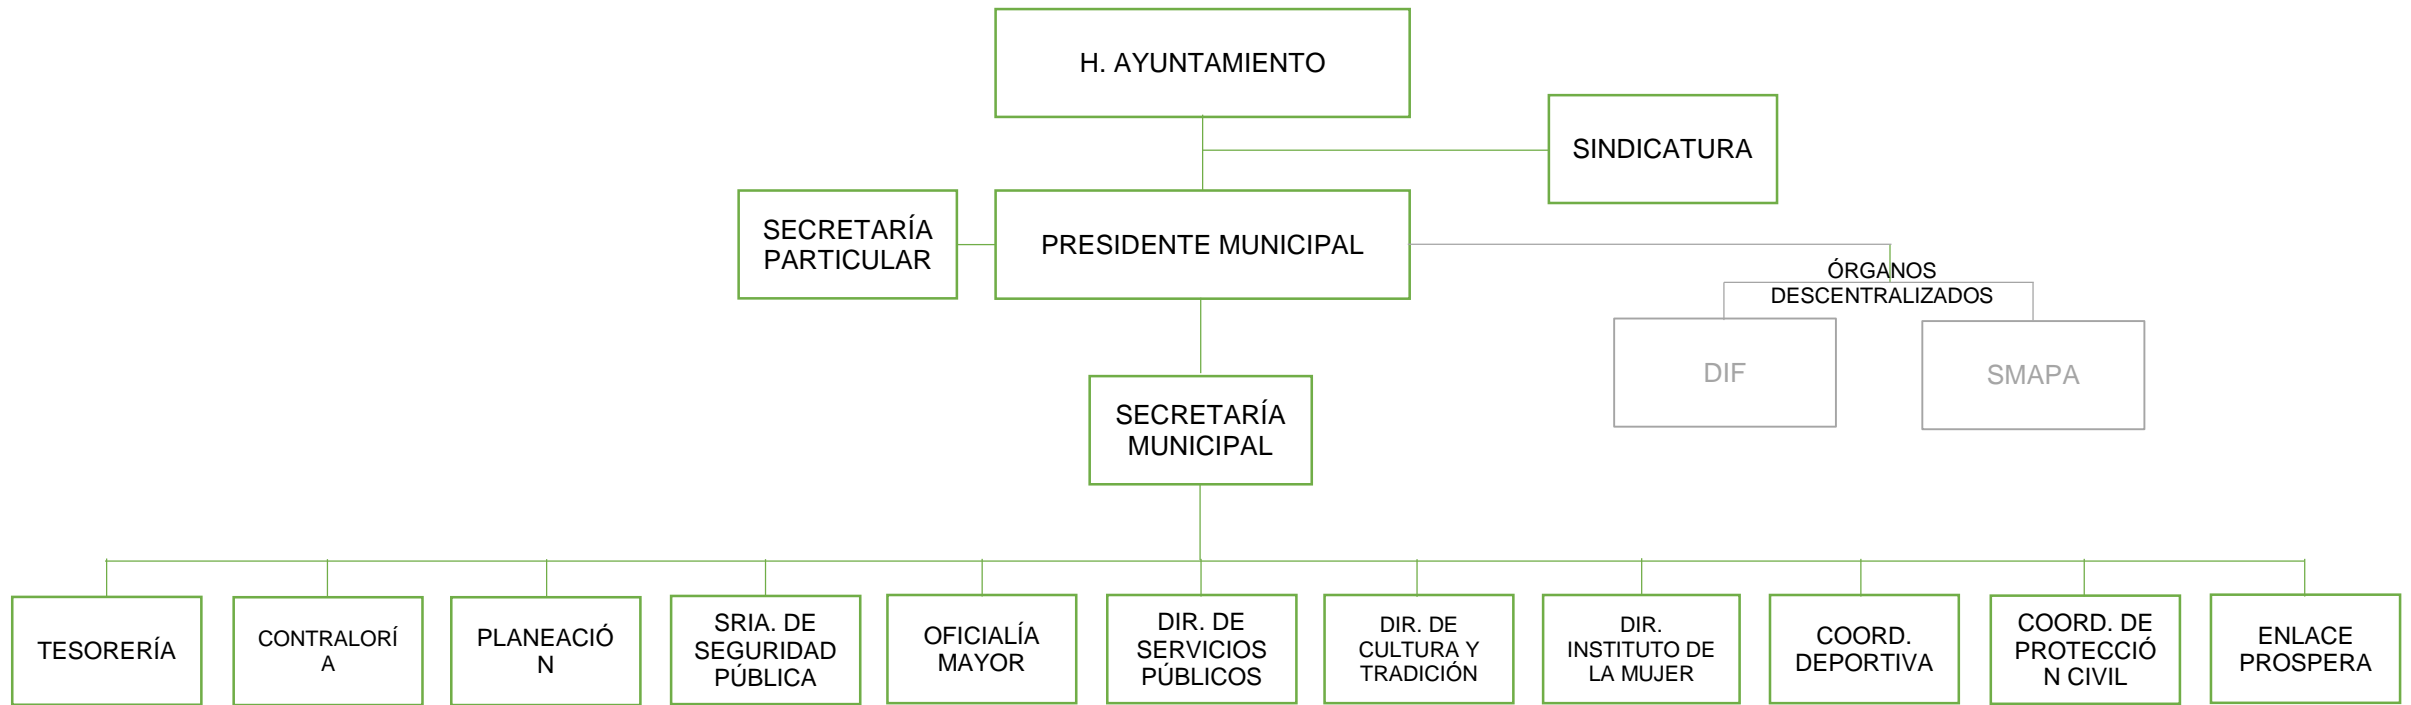 H. AYUNTAMIENTO
SINDICATURA
SECRETARÍA
PARTICULAR
PRESIDENTE MUNICIPAL
ÓRGANOS
DESCENTRALIZADOS
DIF
SMAPA
SECRETARÍA
MUNICIPAL
TESORERÍA
CONTRALORÍ
A
PLANEACIÓ
N
SRIA. DE
SEGURIDAD
PÚBLICA
OFICIALÍA
MAYOR
DIR. DE
SERVICIOS
PÚBLICOS
DIR. DE
CULTURA Y
TRADICIÓN
DIR.
INSTITUTO DE
LA MUJER
COORD.
DEPORTIVA
COORD. DE
PROTECCIÓ
N CIVIL
ENLACE
PROSPERA